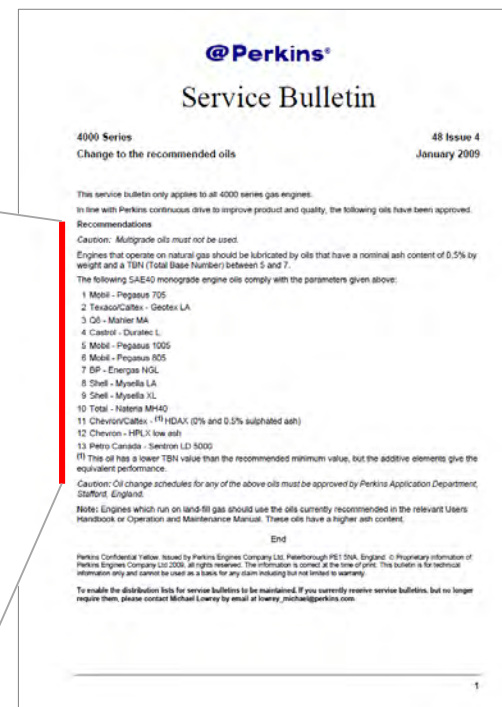 @Perkins®
Service Bulletin
4000 Series 48 Issue 4
Change to the recommended oils January 2009
This service bulletin only applies to all 4000 series gas engines.
In line with Perkins continuous drive to improve product and quality, the following oils have been approved.
Recommendations
Caution: Multigrade oils must not be used.
Engines that operate on natural gas should be lubricated by oils that have a nominal ash content of 0,5% by
weight and a TBN (Total Base Number) between 5 and 7.
The following SAE40 monograde engine oils comply with the parameters given above:
1 Mobil - Pegasus 705
2 Texaco/Caltex - Geotex LA
3 Q8 - Mahler MA
4 Castrol - Duratec L
5 Mobil - Pegasus 1005
6 Mobil - Pegasus 805
7 BP - Energas NGL
8 Shell - Mysella LA
9 Shell - Mysella XL
10 Total - Nateria MH40
11 Chevron/Caltex - (1) HDAX (0% and 0.5% sulphated ash)
12 Chevron - HPLX low ash
13 Petro Canada - Sentron LD 5000
(1) This oil has a lower TBN value than the recommended minimum value, but the additive elements give the
equivalent performance.
Caution: Oil change schedules for any of the above oils must be approved by Perkins Application Department,
Stafford, England.
Note: Engines which run on land-fill gas should use the oils currently recommended in the relevant Users
Handbook or Operation and Maintenance Manual. These oils have a higher ash content.
End
Perkins Confidential Yellow. Issued by Perkins Engines Company Ltd, Peterborough PE1 5NA, England. © Proprietary information of
Perkins Engines Company Ltd 2009, all rights reserved. The information is correct at the time of print. This bulletin is for technical
information only and cannot be used as a basis for any claim including but not limited to warranty.
To enable the distribution lists for service bulletins to be maintained. If you currently receive service bulletins, but no longer
require them, please contact Michael Lowrey by email at lowrey_michael@perkins.com
1